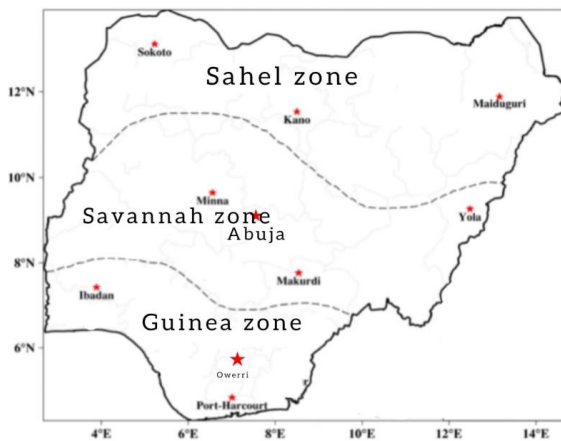 Sokoto
Sahel zone
12°N
Maiduguri
Kano
10°N
Minna
Savannah zone
Yola
Abuja
8°N
Makurdi
Ibadan
Guinea zone
6°N
Owerri
Port-Harcourt
4°E 6°E 8°E 10°E 12°E 14°E